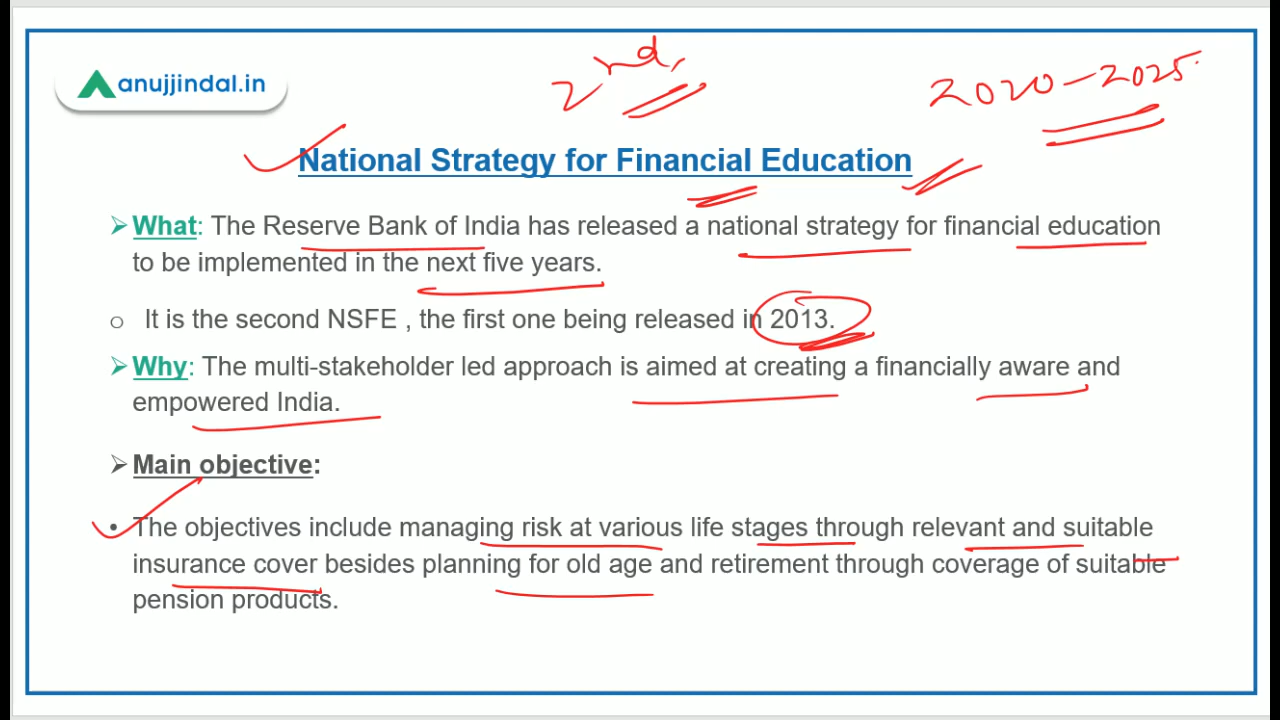 2nd,
2020-2025
anujjindal.in
National Strategy for Financial Education
➢What: The Reserve Bank of India has released a national strategy for financial education
to be implemented in the next five years.
o It is the second NSFE , the first one being released in 2013.
➢Why: The multi-stakeholder led approach is aimed at creating a financially aware and
empowered India.
➢Main objective:
• The objectives include managing risk at various life stages through relevant and suitable
insurance cover besides planning for old age and retirement through coverage of suitable
pension products.